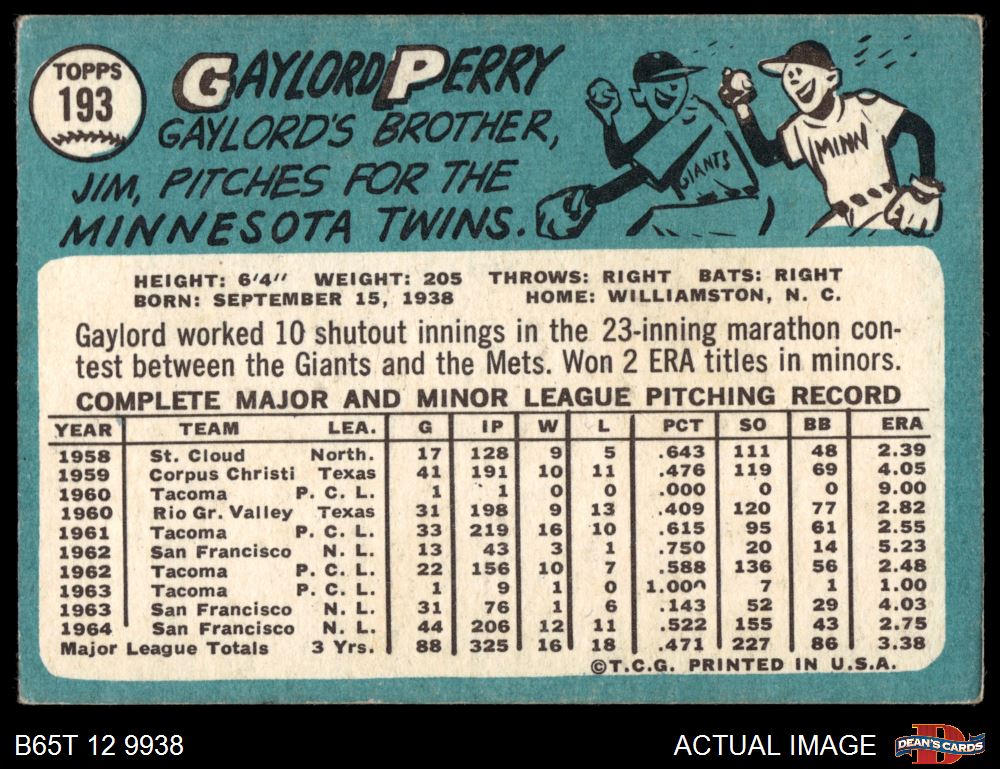 TOPPS
193
GAYLORD PERRY
GAYLORD'S BROTHER,
JIM, PITCHES FOR THE
MINNESOTA TWINS.
GIANTS
MINN
HEIGHT: 6'4" WEIGHT: 205 THROWS: RIGHT BATS: RIGHT
BORN: SEPTEMBER 15, 1938 HOME: WILLIAMSTON, N. C.
Gaylord worked 10 shutout innings in the 23-inning marathon con-
test between the Giants and the Mets. Won 2 ERA titles in minors.
COMPLETE MAJOR AND MINOR LEAGUE PITCHING RECORD
YEAR TEAM LEA. G IP W L PCT SO BB ERA
1958 St. Cloud North. 17 128 9 5 .643 111 48 2.39
1959 Corpus Christi Texas 41 191 10 11 .476 119 69 4.05
1960 Tacoma P. C. L. 1 1 0 0 .000 0 0 9.00
1960 Rio Gr. Valley Texas 31 198 9 13 .409 120 77 2.82
1961 Tacoma P. C. L. 33 219 16 10 .615 95 61 2.55
1962 San Francisco N. L. 13 43 3 1 .750 20 14 5.23
1962 Tacoma P. C. L. 22 156 10 7 .588 136 56 2.48
1963 Tacoma P. C. L. 1 9 1 0 1.000 7 1 1.00
1963 San Francisco N. L. 31 76 1 6 .143 52 29 4.03
1964 San Francisco N. L. 44 206 12 11 .522 155 43 2.75
Major League Totals 3 Yrs. 88 325 16 18 .471 227 86 3.38
©T.C.G. PRINTED IN U.S.A.
B65T 12 9938
ACTUAL IMAGE
D
DEAN'S CARDS